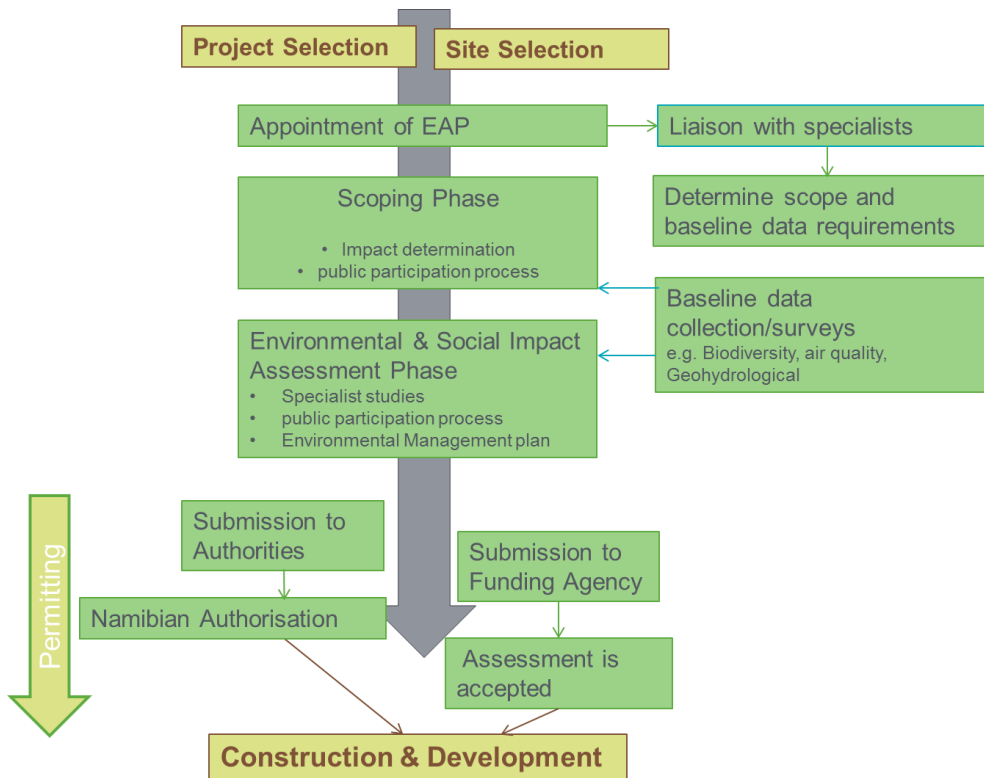 Project Selection
Site Selection
Appointment of EAP
Liaison with specialists
Scoping Phase
• Impact determination
• public participation process
Determine scope and
baseline data requirements
Baseline data
collection/surveys
e.g. Biodiversity, air quality,
Geohydrological
Environmental & Social Impact
Assessment Phase
• Specialist studies
• public participation process
• Environmental Management plan
Permitting
Submission to
Authorities
Submission to
Funding Agency
Namibian Authorisation
Assessment is
accepted
Construction & Development